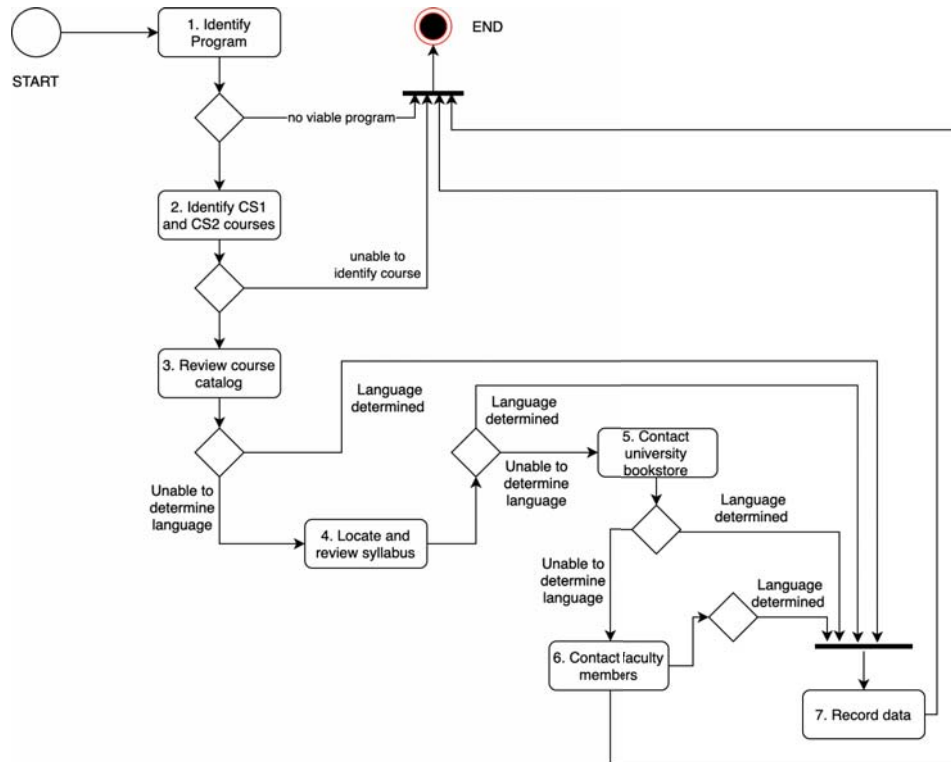 1. Identify
Program
END
START
no viable program
2. Identify CS1
and CS2 courses
unable to
identify course
3. Review course
catalog
Language
determined
Language
determined
5. Contact
university
bookstore
Unable to
determine
language
Unable to
determine
language
Language
determined
4. Locate and
review syllabus
Unable to
determine
language
Language
determined
6. Contact faculty
members
7. Record data